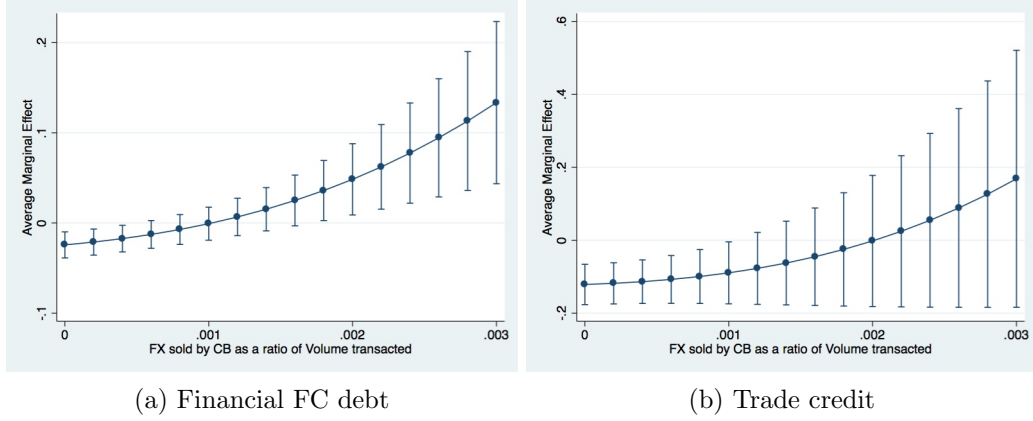 Average Marginal Effect
.2
.1
0
-.1
0 .001 .002 .003
FX sold by CB as a ratio of Volume transacted
(a) Financial FC debt
Average Marginal Effect
.6
.4
.2
0
-.2
0 .001 .002 .003
FX sold by CB as a ratio of Volume transacted
(b) Trade credit